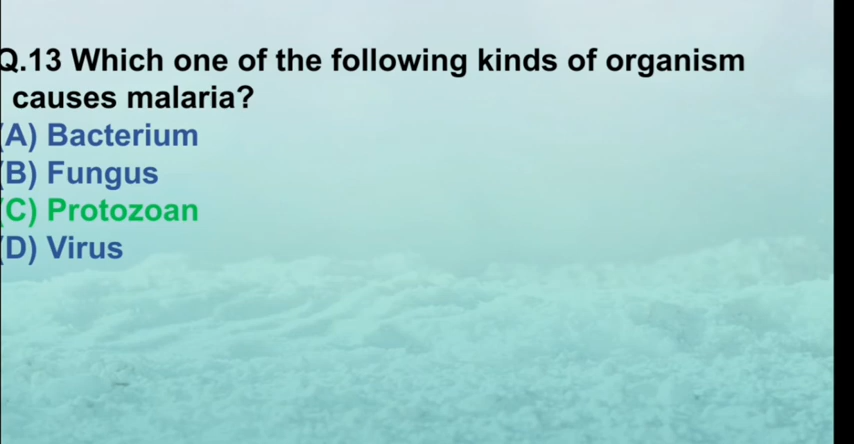 Q.13 Which one of the following kinds of organism
causes malaria?
(A) Bacterium
(B) Fungus
(C) Protozoan
(D) Virus